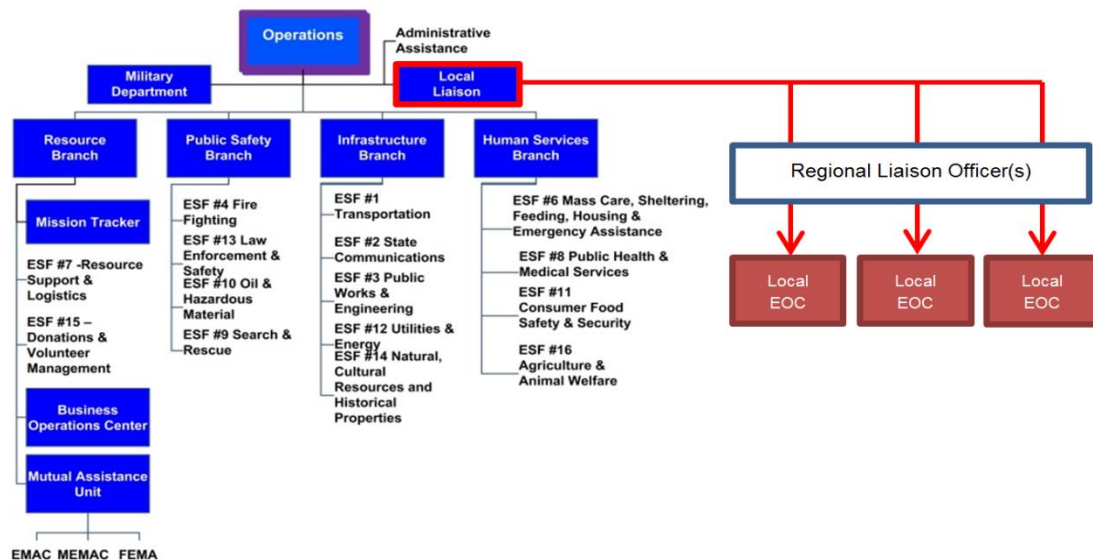 Operations
Administrative
Assistance
Military
Department
Local
Liaison
Resource
Branch
Public Safety
Branch
Infrastructure
Branch
Human Services
Branch
Mission Tracker
ESF #7 -Resource
Support &
Logistics
ESF #15 –
Donations &
Volunteer
Management
Business
Operations Center
Mutual Assistance
Unit
EMAC MEMAC FEMA
ESF #4 Fire
Fighting
ESF #13 Law
Enforcement &
Safety
ESF #10 Oil &
Hazardous
Material
ESF #9 Search &
Rescue
ESF #1
Transportation
ESF #2 State
Communications
ESF #3 Public
Works &
Engineering
ESF #12 Utilities &
Energy
ESF #14 Natural,
Cultural
Resources and
Historical
Properties
ESF #6 Mass Care, Sheltering,
Feeding, Housing &
Emergency Assistance
ESF #8 Public Health &
Medical Services
ESF #11
Consumer Food
Safety & Security
ESF #16
Agriculture &
Animal Welfare
Regional Liaison Officer(s)
Local
EOC
Local
EOC
Local
EOC